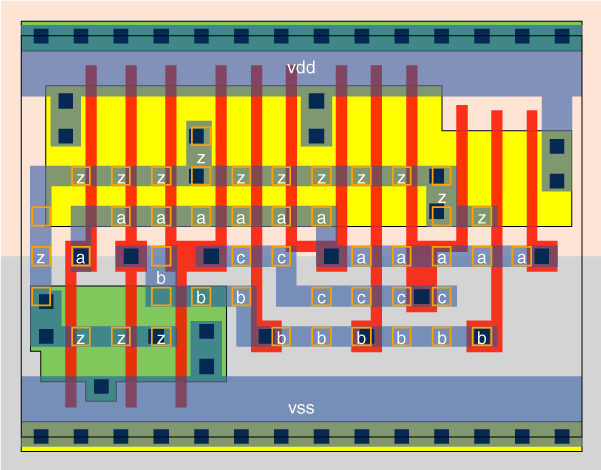 vdd
z
z z z z z z z z
z
a a a a a a z
z a c c a a a a a
b
b b c c c c
z z z b b b b b b
vss